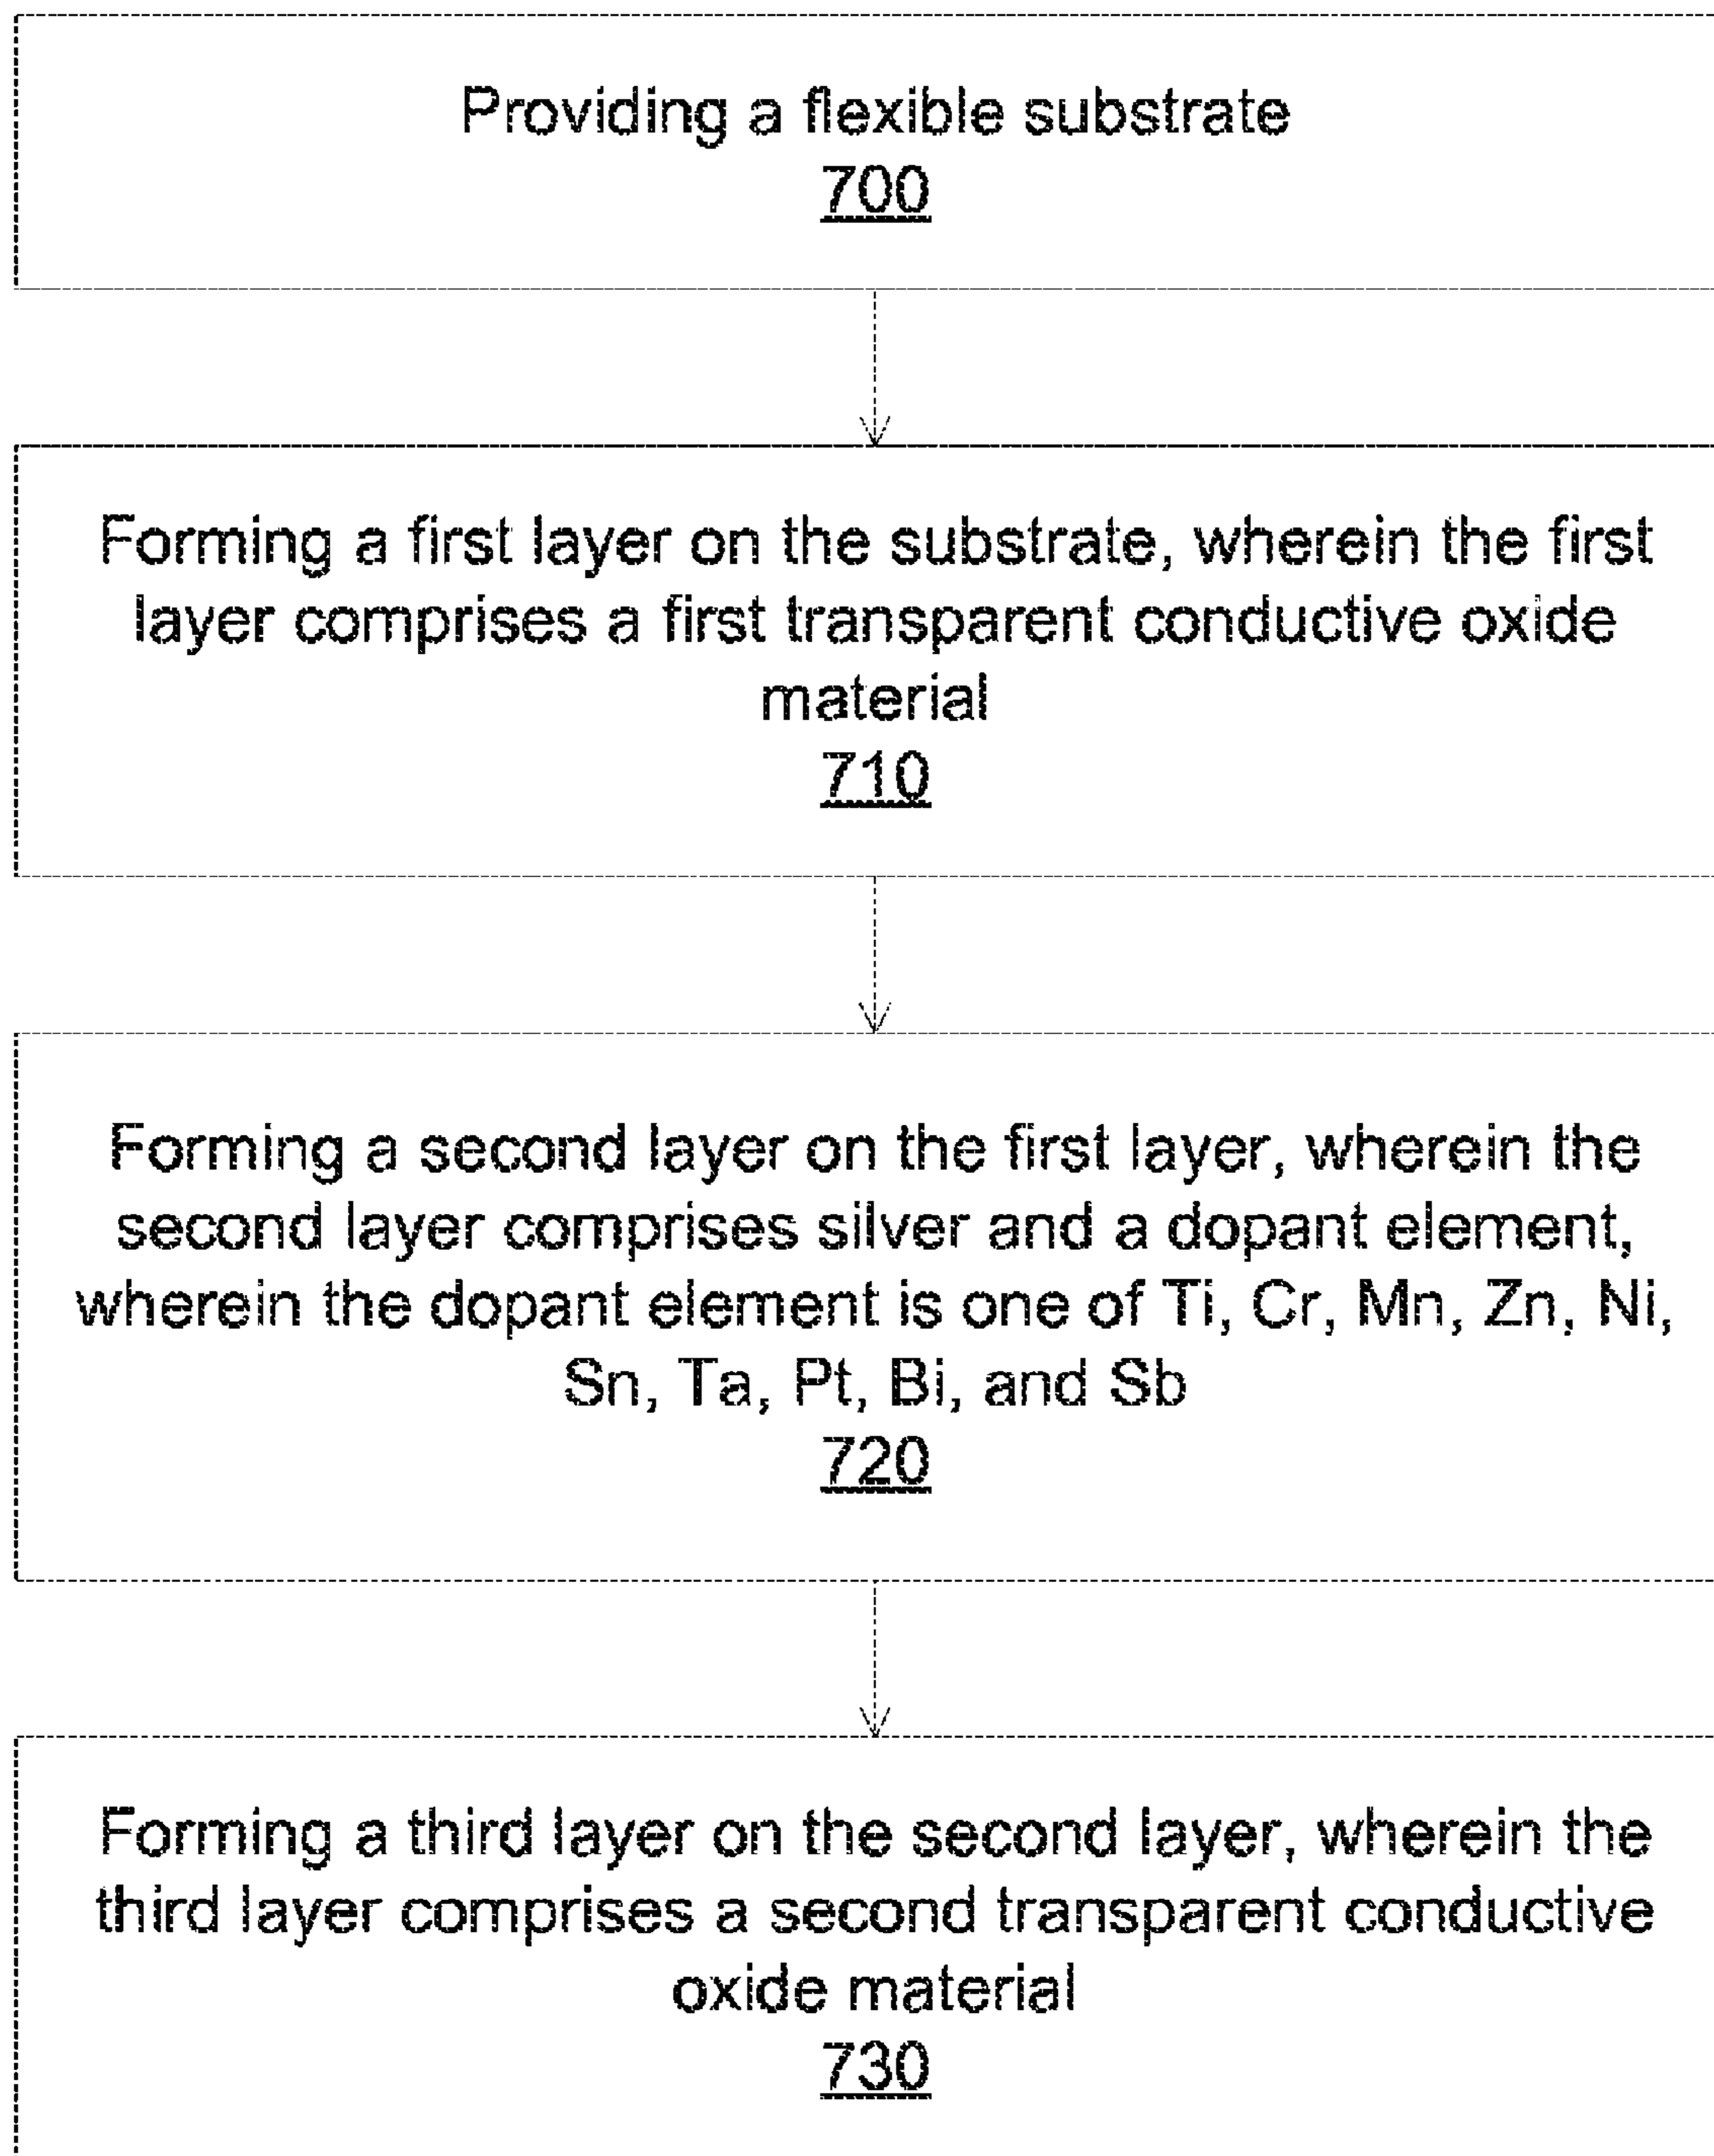 Providing a flexible substrate
700
Forming a first layer on the substrate, wherein the first
layer comprises a first transparent conductive oxide
material
710
Forming a second layer on the first layer, wherein the
second layer comprises silver and a dopant element,
wherein the dopant element is one of Ti, Cr, Mn, Zn, Ni,
Sn, Ta, Pt, Bi, and Sb
720
Forming a third layer on the second layer, wherein the
third layer comprises a second transparent conductive
oxide material
730